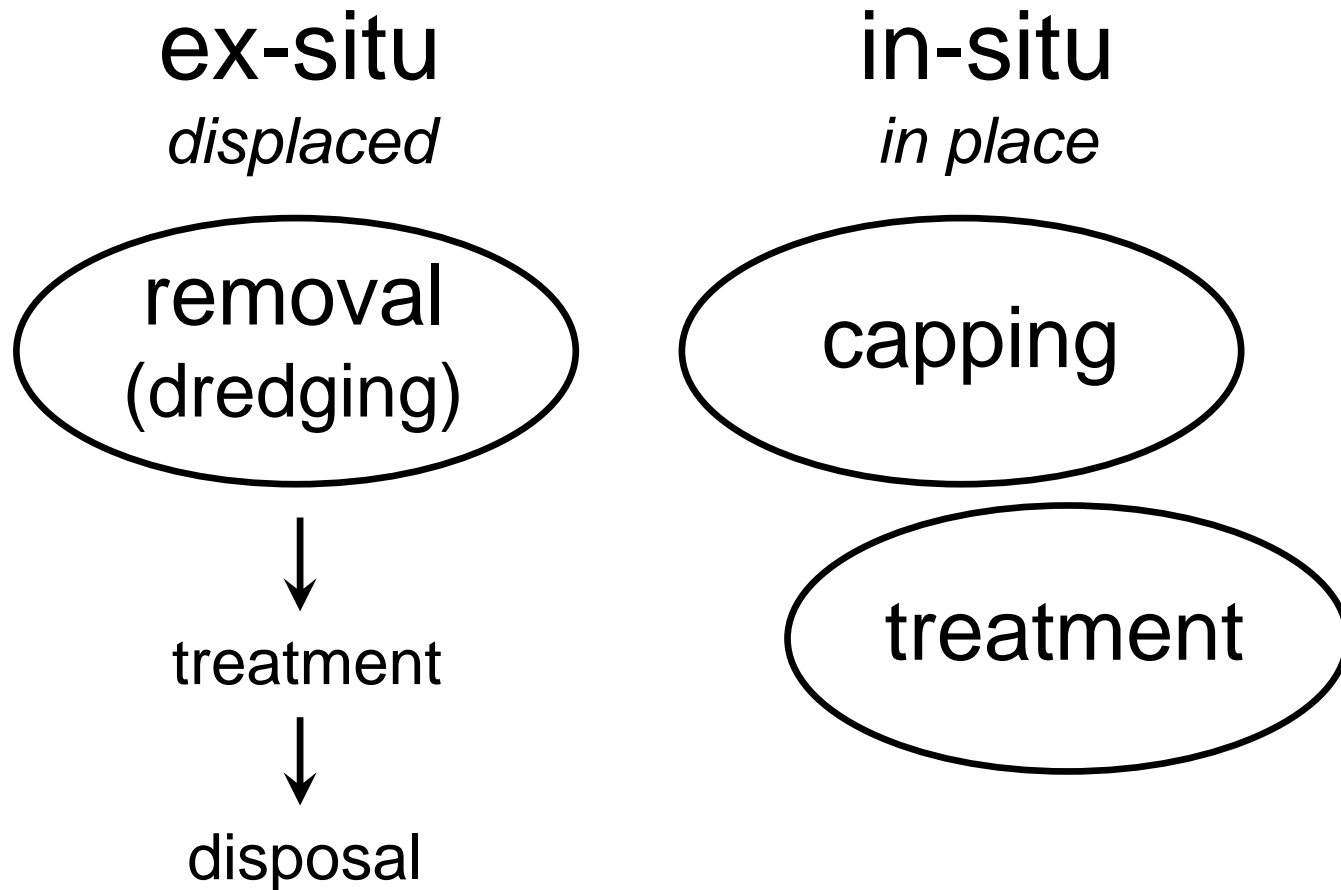 ex-situ
displaced
removal
(dredging)
treatment
disposal
in-situ
in place
capping
treatment